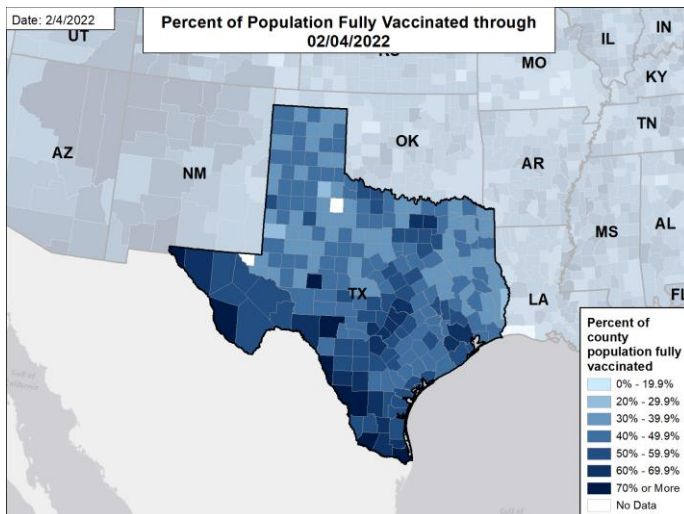 Date: 2/4/2022
Percent of Population Fully Vaccinated through
02/04/2022
UT
MO
IL
IN
KY
AZ
NM
OK
AR
TN
MS
AL
TX
LA
FL
Gulf of
California
Percent of
county
population fully
vaccinated
0% - 19.9%
20% - 29.9%
30% - 39.9%
40% - 49.9%
50% - 59.9%
60% - 69.9%
70% or More
No Data